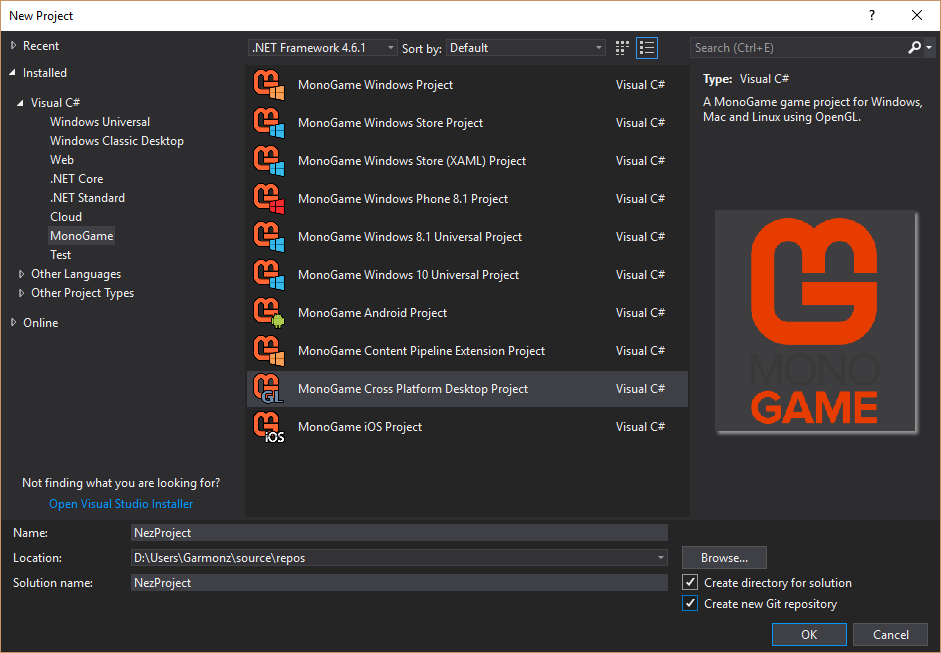 New Project
?
Recent
Installed
Visual C#
Windows Universal
Windows Classic Desktop
Web
.NET Core
.NET Standard
Cloud
MonoGame
Test
Other Languages
Other Project Types
Online
Not finding what you are looking for?
Open Visual Studio Installer
.NET Framework 4.6.1 Sort by: Default
MonoGame Windows Project Visual C#
MonoGame Windows Store Project Visual C#
MonoGame Windows Store (XAML) Project Visual C#
MonoGame Windows Phone 8.1 Project Visual C#
MonoGame Windows 8.1 Universal Project Visual C#
MonoGame Windows 10 Universal Project Visual C#
MonoGame Android Project Visual C#
MonoGame Content Pipeline Extension Project Visual C#
GL MonoGame Cross Platform Desktop Project Visual C#
iOS MonoGame iOS Project Visual C#
Search (Ctrl+E)
Type: Visual C#
A MonoGame game project for Windows,
Mac and Linux using OpenGL.
MONO
GAME
Name: NezProject
Location: D:\Users\Garmonz\source\repos
Solution name: NezProject
Browse...
Create directory for solution
Create new Git repository
OK Cancel